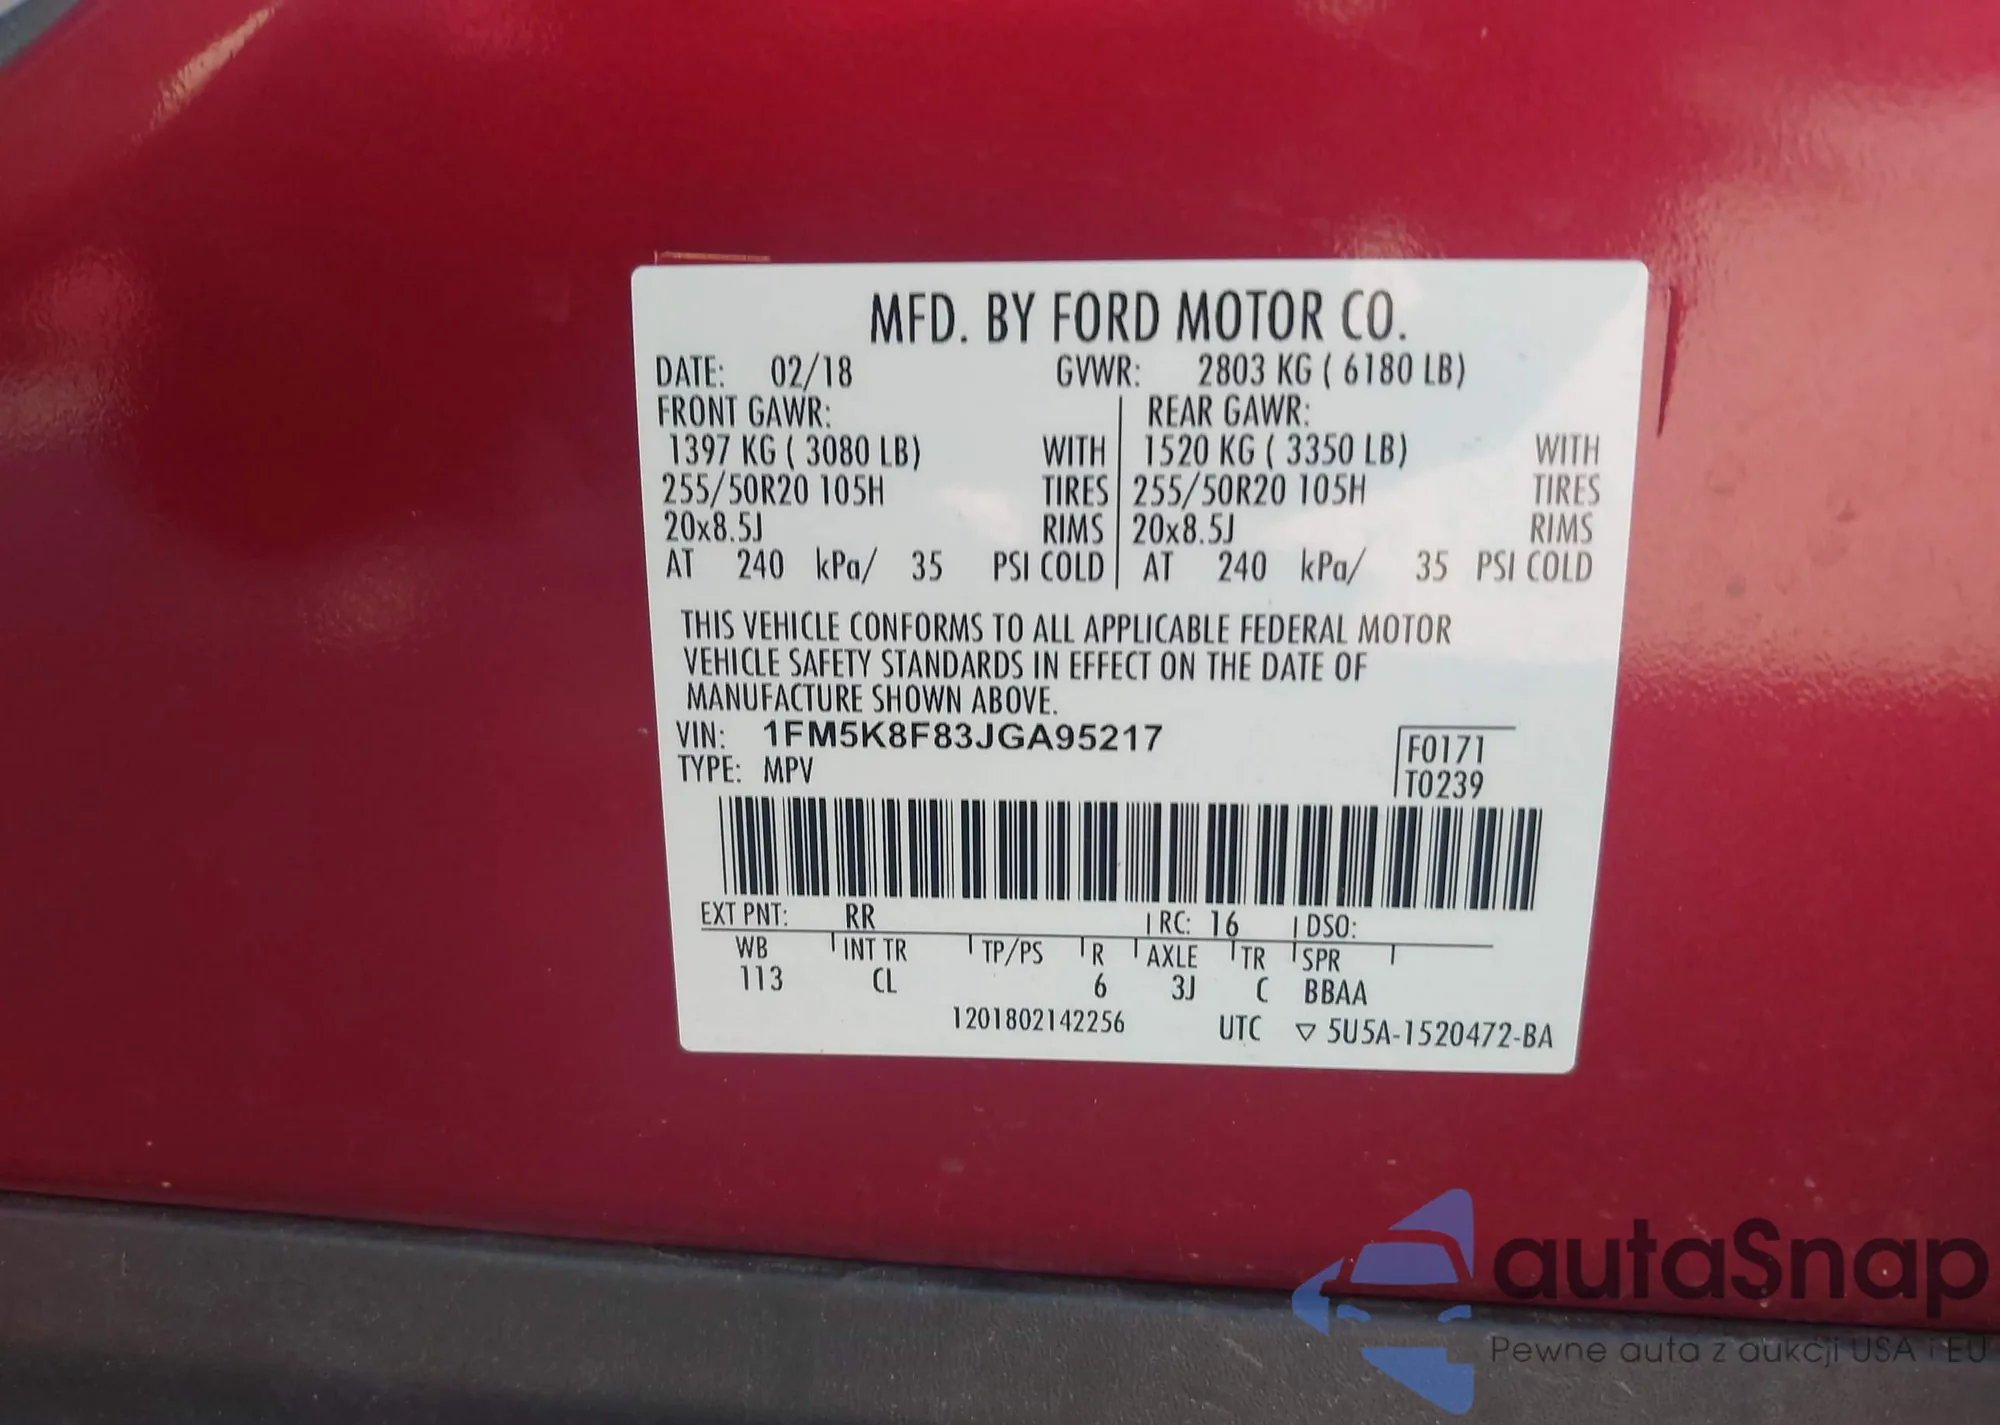 MFD. BY FORD MOTOR CO.
DATE: 02/18 GVWR: 2803 KG ( 6180 LB)
FRONT GAWR: REAR GAWR:
1397 KG ( 3080 LB) WITH 1520 KG ( 3350 LB) WITH
255/50R20 105H TIRES 255/50R20 105H TIRES
20x8.5J RIMS 20x8.5J RIMS
AT 240 kPa/ 35 PSI COLD AT 240 kPa/ 35 PSI COLD
THIS VEHICLE CONFORMS TO ALL APPLICABLE FEDERAL MOTOR
VEHICLE SAFETY STANDARDS IN EFFECT ON THE DATE OF
MANUFACTURE SHOWN ABOVE.
VIN: 1FM5K8F83JGA95217 F0171
TYPE: MPV T0239
EXT PNT: RR RC: 16 DSO:
WB INT TR TP/PS R AXLE TR SPR
113 CL 6 3J C BBAA
1201802142256 UTC ▽ 5U5A-1520472-BA
autaSnap
Pewne auta z aukcji USA i EU